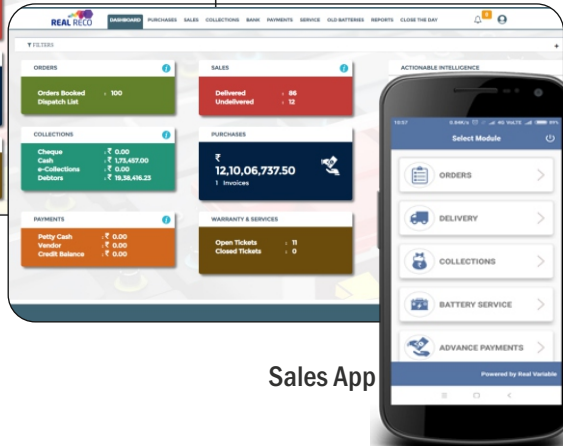 REAL RECO
DASHBOARD PURCHASES SALES COLLECTIONS BANK PAYMENTS SERVICE OLD BATTERIES REPORTS CLOSE THE DAY
0
FILTERS +
ORDERS
Orders Booked : 100
Dispatch List
SALES
Delivered : 86
Undelivered : 12
ACTIONABLE INTELLIGENCE
COLLECTIONS
Cheque : ₹ 0.00
Cash : ₹ 1,73,457.00
e-Collections : ₹ 0.00
Debtors : ₹ 19,38,416.23
PURCHASES
₹
12,10,06,737.50
1 Invoices
PAYMENTS
Petty Cash : ₹ 0.00
Vendor : ₹ 0.00
Credit Balance : ₹ 0.00
WARRANTY & SERVICES
Open Tickets : 11
Closed Tickets : 0
Select Module
ORDERS
DELIVERY
COLLECTIONS
BATTERY SERVICE
ADVANCE PAYMENTS
Powered by Real Variable
Sales App